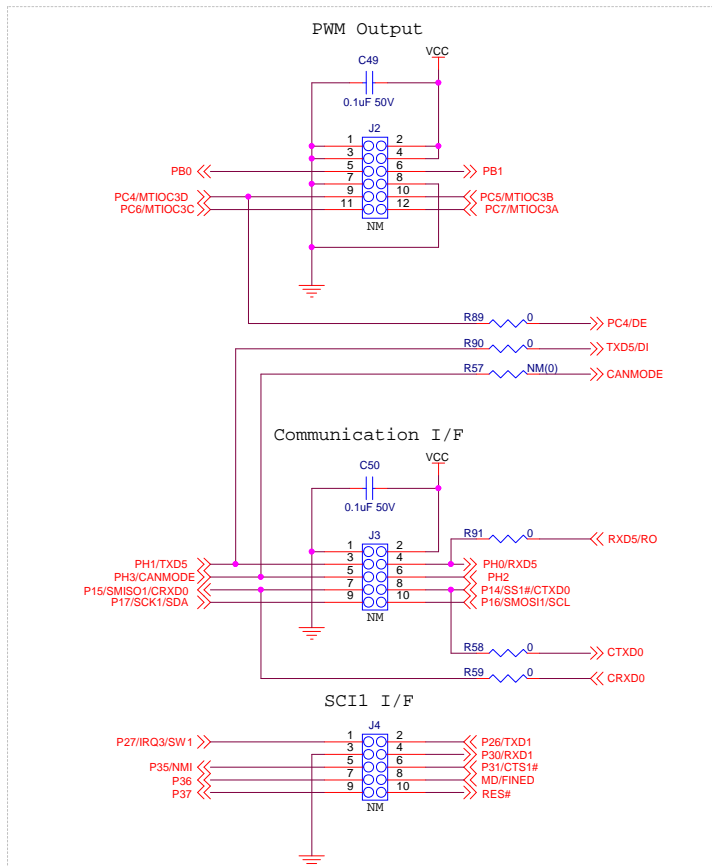 PWM Output
VCC
C49
0.1uF 50V
J2
1 2
3 4
PB0 5 6 PB1
7 8
PC4/MTIOC3D 9 10 PC5/MTIOC3B
PC6/MTIOC3C 11 12 PC7/MTIOC3A
NM
R89 0 PC4/DE
R90 0 TXD5/DI
R57 NM(0) CANMODE
Communication I/F
VCC
C50
0.1uF 50V
R91 0 RXD5/RO
J3
1 2
PH1/TXD5 3 4 PH0/RXD5
PH3/CANMODE 5 6 PH2
P15/SMISO1/CRXD0 7 8 P14/SS1#/CTXD0
P17/SCK1/SDA 9 10 P16/SMOSI1/SCL
NM
R58 0 CTXD0
R59 0 CRXD0
SCI1 I/F
J4
P27/IRQ3/SW1 1 2 P26/TXD1
3 4 P30/RXD1
P35/NMI 5 6 P31/CTS1#
P36 7 8 MD/FINED
P37 9 10 RES#
NM